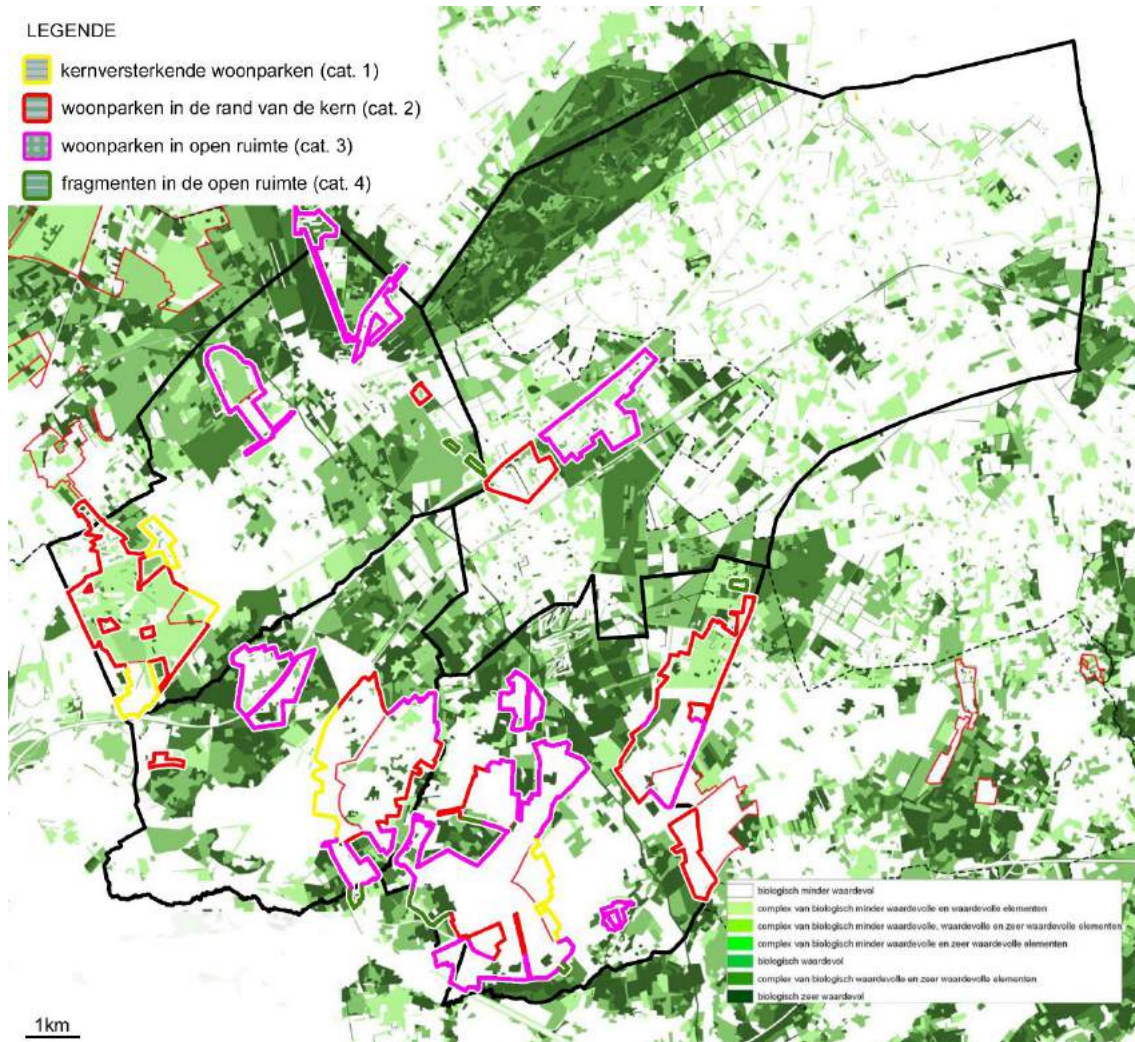 LEGENDE
kernversterkende woonparken (cat. 1)
woonparken in de rand van de kern (cat. 2)
woonparken in open ruimte (cat. 3)
fragmenten in de open ruimte (cat. 4)
biologisch minder waardevol
complex van biologisch minder waardevolle en waardevolle elementen
complex van biologisch minder waardevolle, waardevolle en zeer waardevolle elementen
complex van biologisch minder waardevolle en zeer waardevolle elementen
biologisch waardevol
complex van biologisch waardevolle en zeer waardevolle elementen
biologisch zeer waardevol
1km